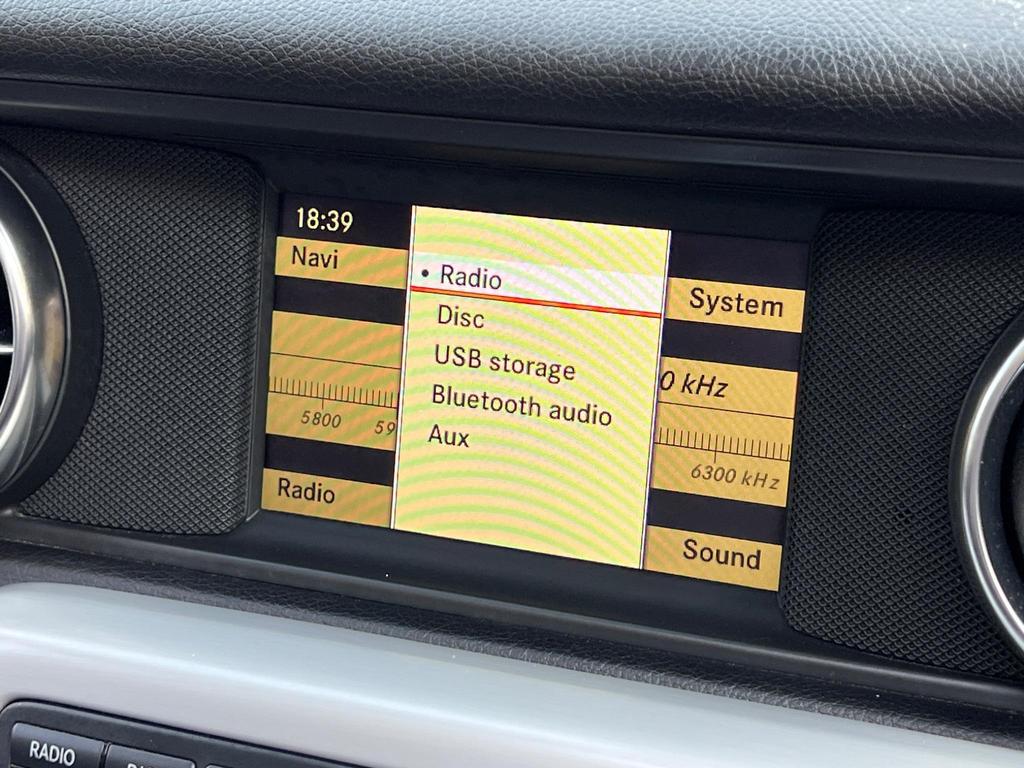 18:39
Navi
• Radio
System
Disc
USB storage
0 kHz
Bluetooth audio
5800
59
Aux
6300 kHz
Radio
Sound
RADIO